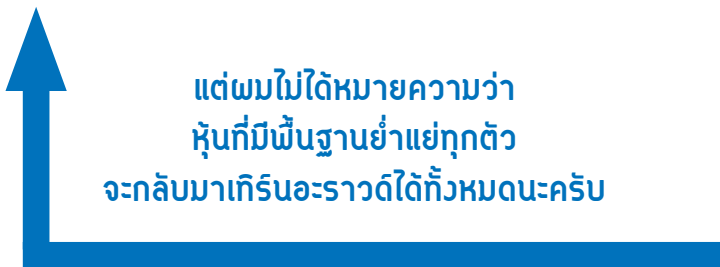 แต่ผมไม่ได้หมายความว่า
หุ้นที่มีพื้นฐานย่ำแย่ทุกตัว
จะกลับมาเทิร์นอะราวด์ได้ทั้งหมดนะครับ